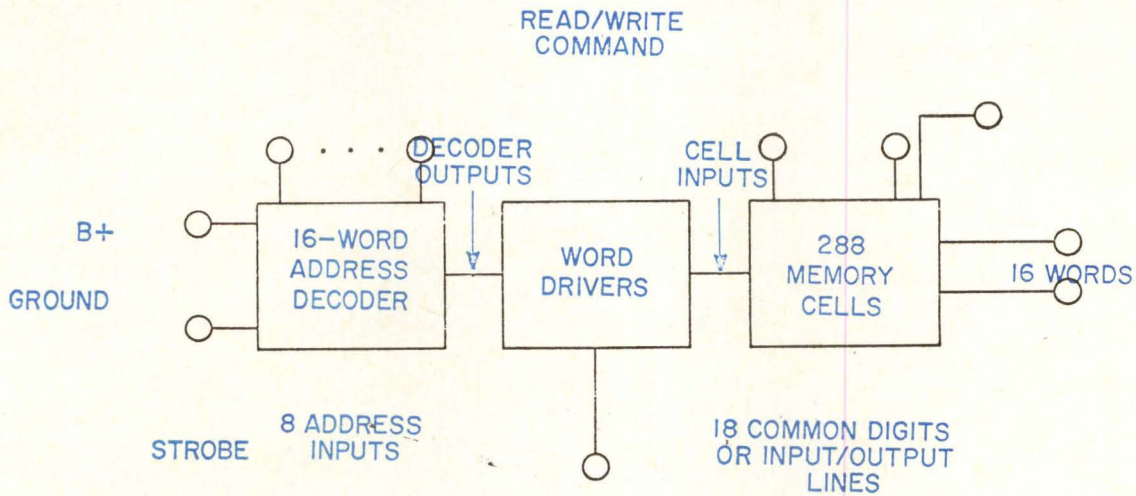 READ/WRITE
COMMAND
DECODER
OUTPUTS
CELL
INPUTS
B+
GROUND
16-WORD
ADDRESS
DECODER
WORD
DRIVERS
288
MEMORY
CELLS
16 WORDS
STROBE
8 ADDRESS
INPUTS
18 COMMON DIGITS
OR INPUT/OUTPUT
LINES